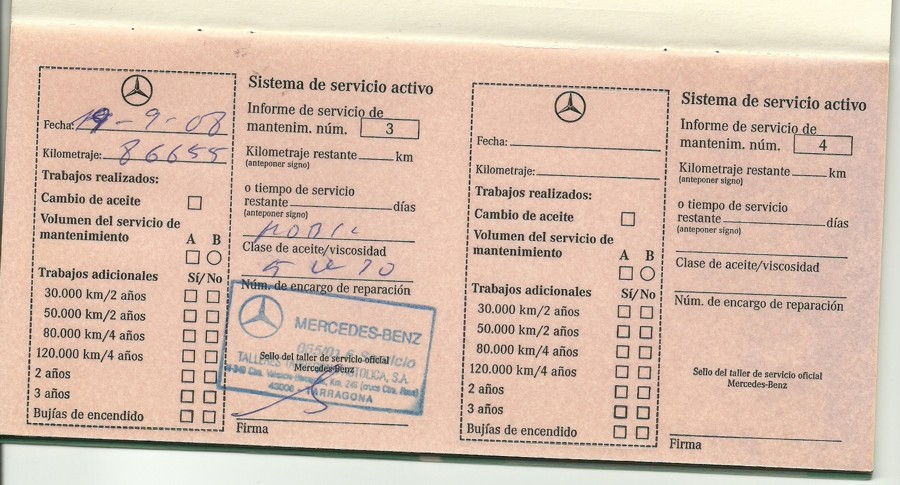 Fecha: 19-9-08
Kilometraje: 86655
Trabajos realizados:
Cambio de aceite
Volumen del servicio de
mantenimiento
A B
Trabajos adicionales Sí/No
30.000 km/2 años
50.000 km/2 años
80.000 km/4 años
120.000 km/4 años
2 años
3 años
Bujías de encendido
Sistema de servicio activo
Informe de servicio de
mantenim. núm. 3
Kilometraje restante km
(anteponer signo)
o tiempo de servicio
restante días
(anteponer signo)
Clase de aceite/viscosidad
Núm. de encargo de reparación
MERCEDES-BENZ
Sello del taller de servicio oficial
Mercedes-Benz
TALLERES S.A.
TARRAGONA
Firma
Fecha:
Kilometraje:
Trabajos realizados:
Cambio de aceite
Volumen del servicio de
mantenimiento
A B
Trabajos adicionales Sí/No
30.000 km/2 años
50.000 km/2 años
80.000 km/4 años
120.000 km/4 años
2 años
3 años
Bujías de encendido
Sistema de servicio activo
Informe de servicio de
mantenim. núm. 4
Kilometraje restante km
(anteponer signo)
o tiempo de servicio
restante días
(anteponer signo)
Clase de aceite/viscosidad
Núm. de encargo de reparación
Sello del taller de servicio oficial
Mercedes-Benz
Firma